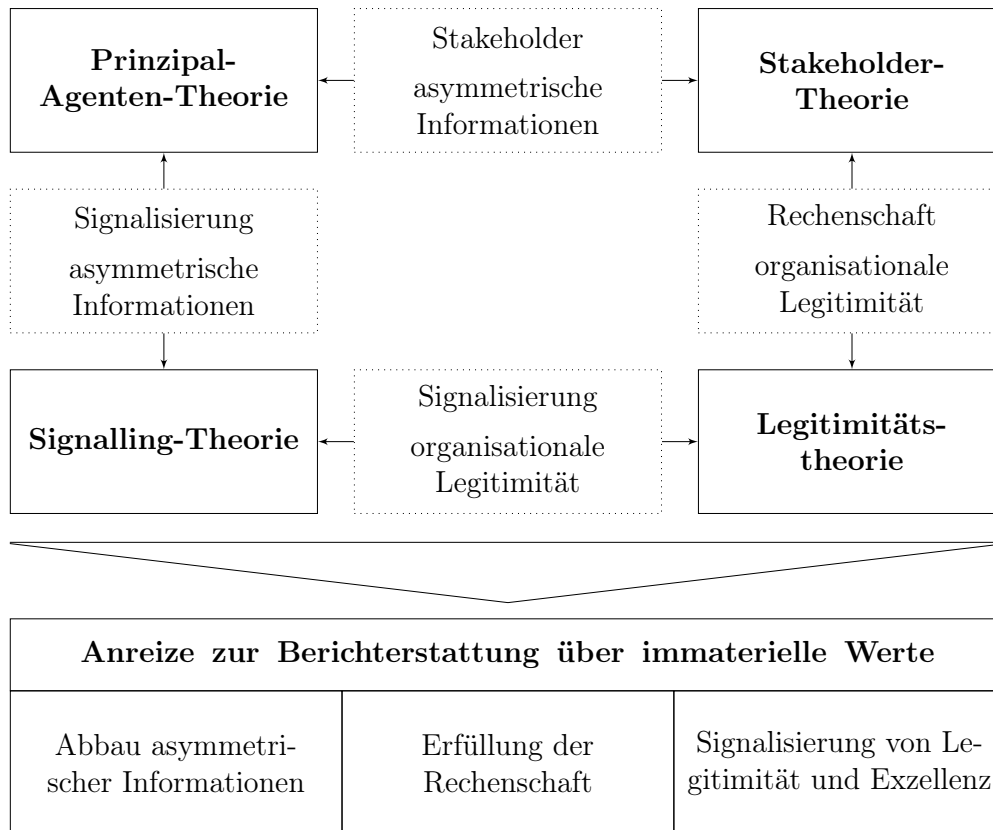 Prinzipal-
Agenten-Theorie
Stakeholder
asymmetrische
Informationen
Stakeholder-
Theorie
Signalisierung
asymmetrische
Informationen
Rechenschaft
organisationale
Legitimität
Signalling-Theorie
Signalisierung
organisationale
Legitimität
Legitimitäts-
theorie
Anreize zur Berichterstattung über immaterielle Werte
Abbau asymmetri-
scher Informationen
Erfüllung der
Rechenschaft
Signalisierung von Le-
gitimität und Exzellenz